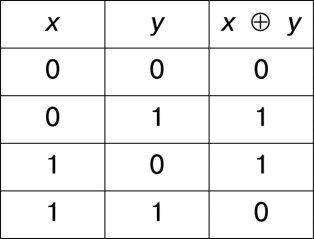 x y x ⊕ y
0 0 0
0 1 1
1 0 1
1 1 0